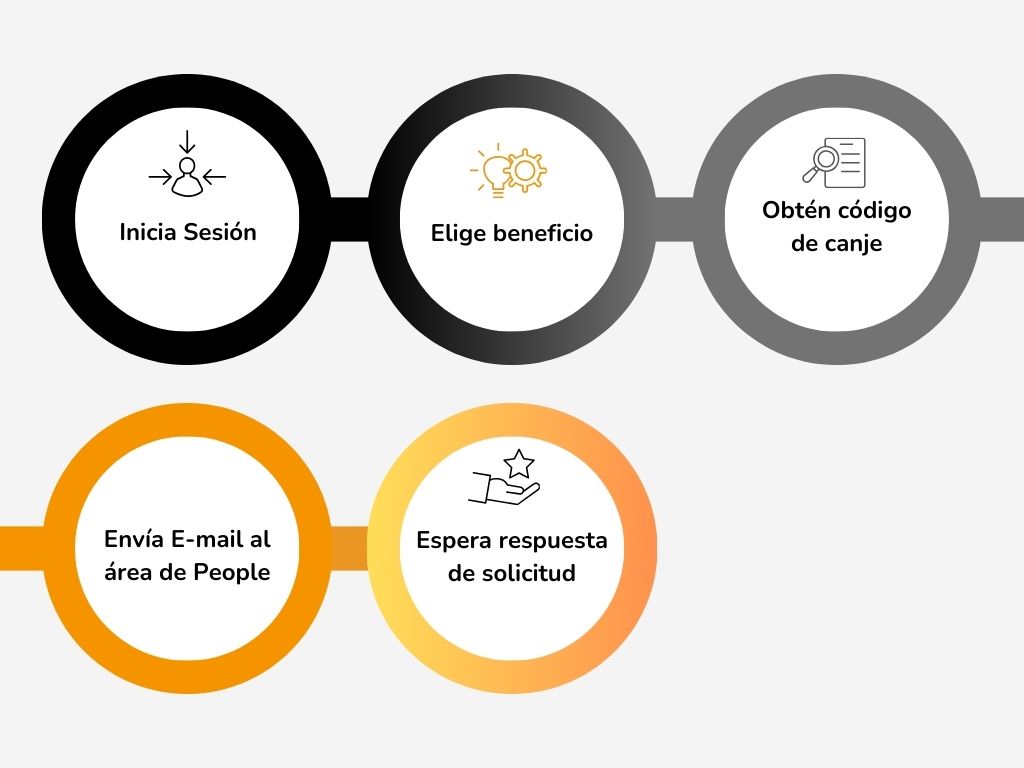 Inicia Sesión
Elige beneficio
Obtén código
de canje
Envía E-mail al
área de People
Espera respuesta
de solicitud